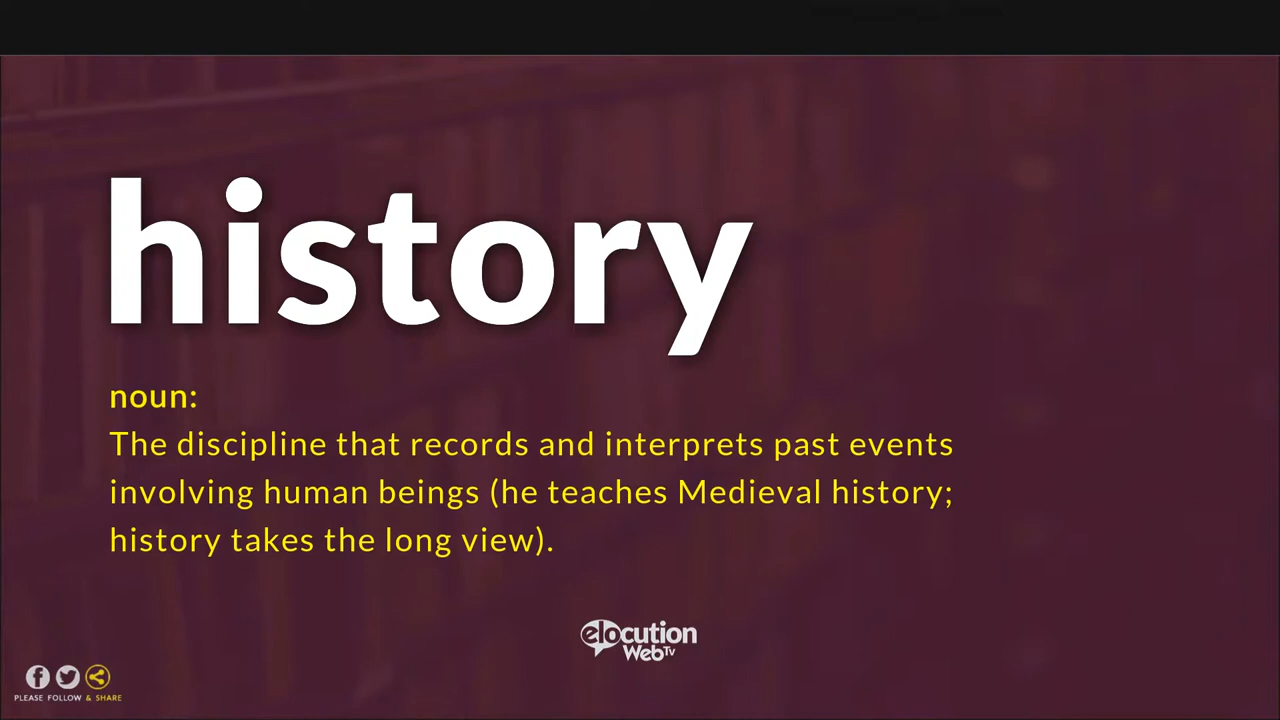 history
noun:
The discipline that records and interprets past events
involving human beings (he teaches Medieval history;
history takes the long view).
elocution
WebTv
PLEASE FOLLOW & SHARE